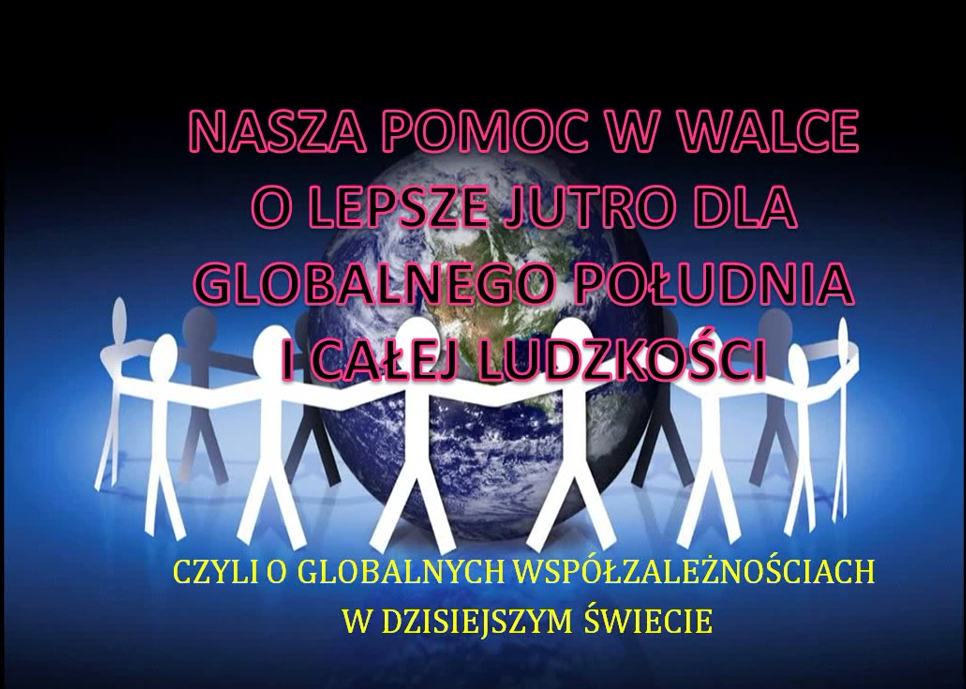 NASZA POMOC W WALCE
O LEPSZE JUTRO DLA
GLOBALNEGO POŁUDNIA
I CAŁEJ LUDZKOŚCI
CZYLI O GLOBALNYCH WSPÓŁZALEŻNOŚCIACH
W DZISIEJSZYM ŚWIECIE